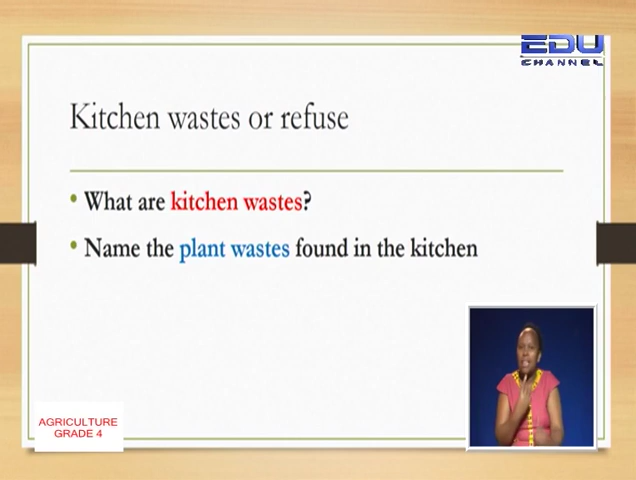 EDU
CHANNEL
Kitchen wastes or refuse
• What are kitchen wastes?
• Name the plant wastes found in the kitchen
AGRICULTURE
GRADE 4